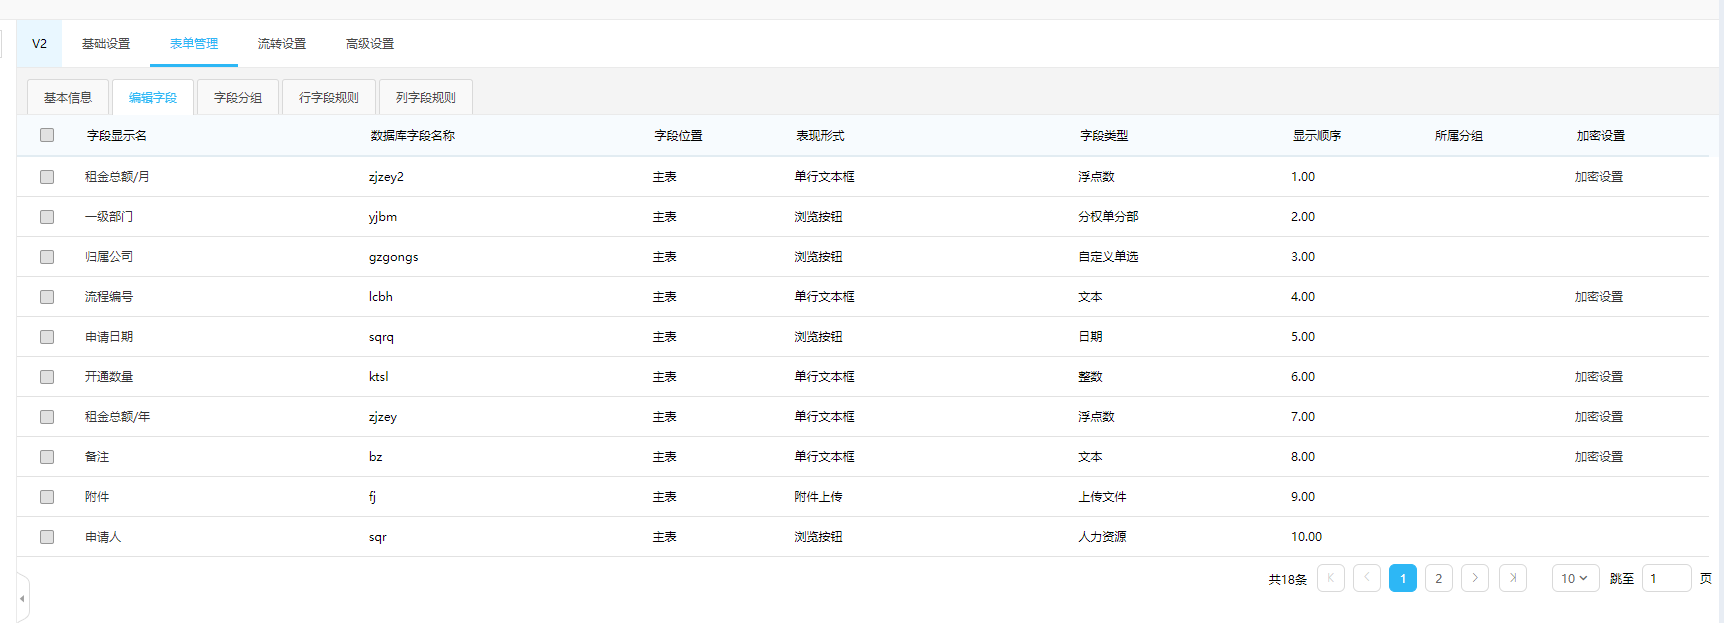 V2 基础设置 表单管理 流转设置 高级设置
基本信息 编辑字段 字段分组 行字段规则 列字段规则
字段显示名 数据库字段名称 字段位置 表现形式 字段类型 显示顺序 所属分组 加密设置
租金总额/月 zjzey2 主表 单行文本框 浮点数 1.00 加密设置
一级部门 yjbm 主表 浏览按钮 分权单分部 2.00
归属公司 gzgongs 主表 浏览按钮 自定义单选 3.00
流程编号 lcbh 主表 单行文本框 文本 4.00 加密设置
申请日期 sqrq 主表 浏览按钮 日期 5.00
开通数量 ktsl 主表 单行文本框 整数 6.00 加密设置
租金总额/年 zjzey 主表 单行文本框 浮点数 7.00 加密设置
备注 bz 主表 单行文本框 文本 8.00 加密设置
附件 fj 主表 附件上传 上传文件 9.00
申请人 sqr 主表 浏览按钮 人力资源 10.00
共18条 1 2 10 跳至 1 页